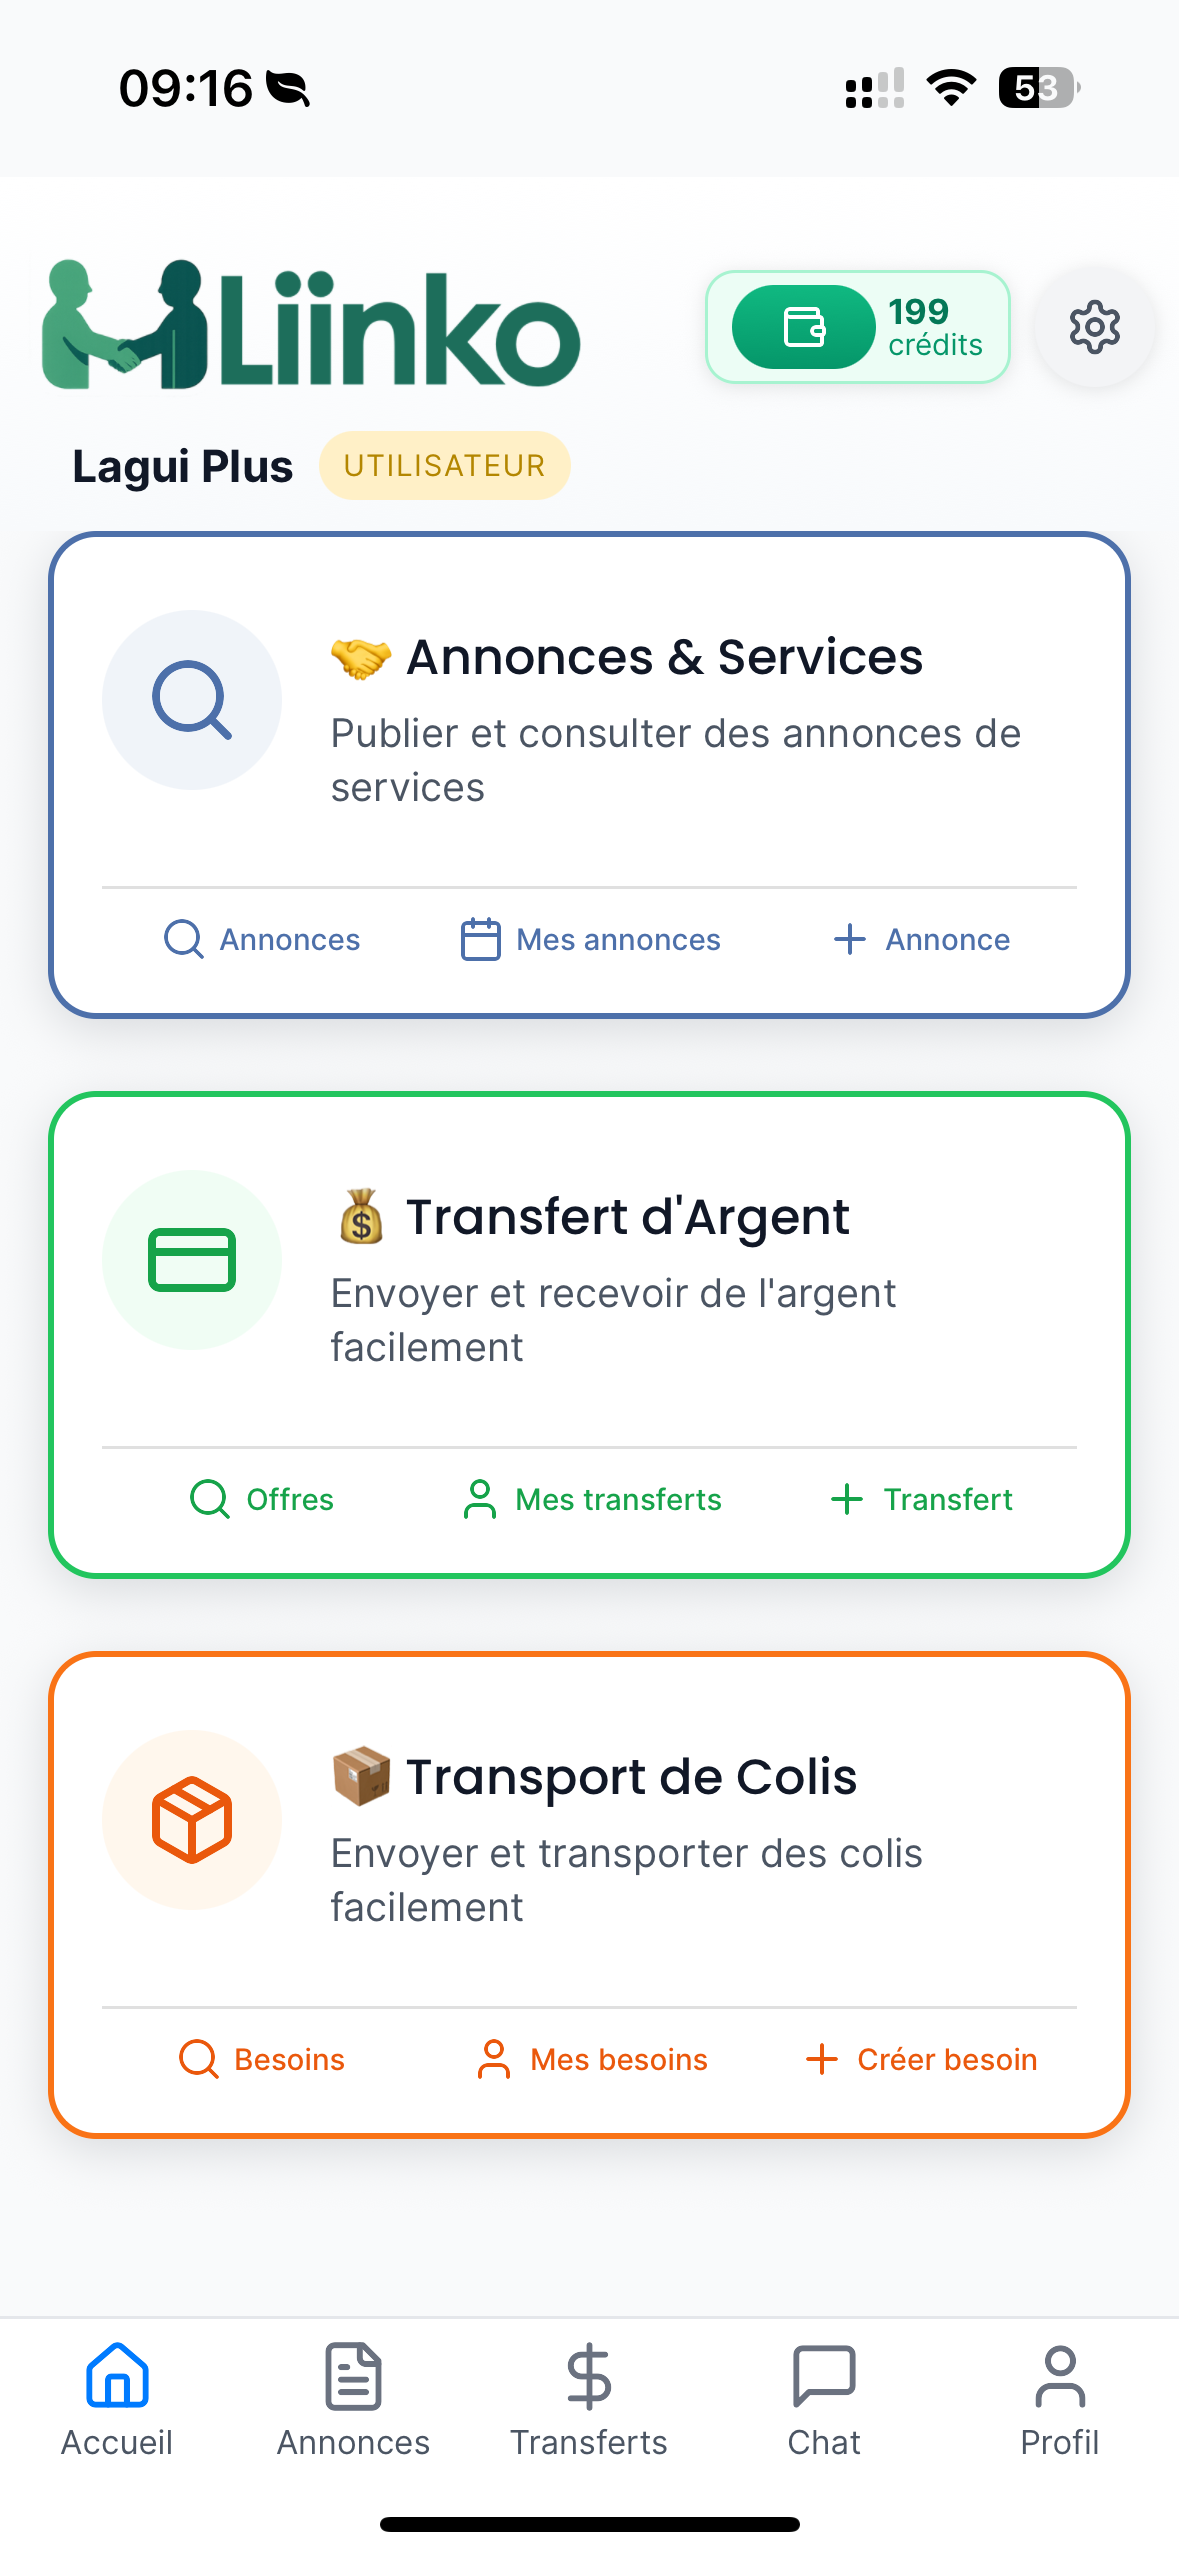 09:16
53
Liinko
199
crédits
Lagui Plus
UTILISATEUR
🤝 Annonces & Services
Publier et consulter des annonces de
services
Annonces
Mes annonces
+ Annonce
💰 Transfert d'Argent
Envoyer et recevoir de l'argent
facilement
Offres
Mes transferts
+ Transfert
📦 Transport de Colis
Envoyer et transporter des colis
facilement
Besoins
Mes besoins
+ Créer besoin
Accueil
Annonces
Transferts
Chat
Profil